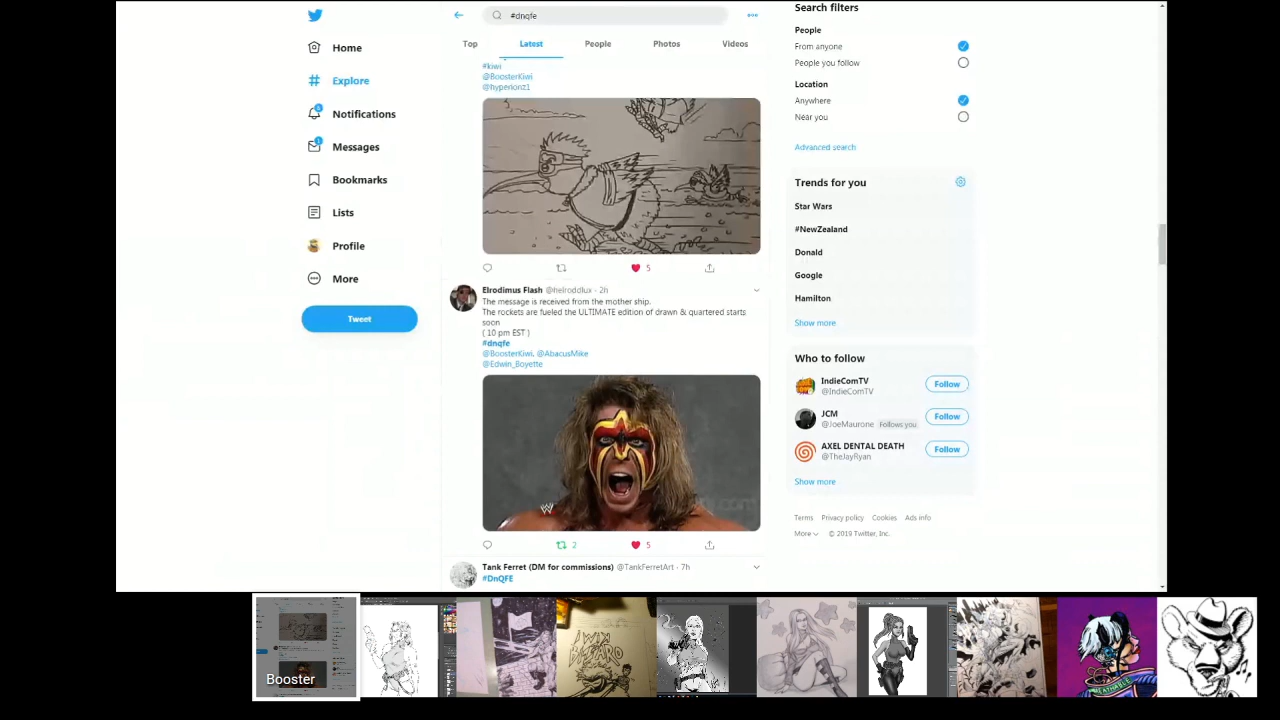 Home
Explore
Notifications
Messages
Bookmarks
Lists
Profile
More
Tweet
#dnqfe
Top Latest People Photos Videos
#kiwi
@BoosterKiwi
@hyperionz1
5
Elrodimus Flash @helroddlux · 2h
The message is received from the mother ship.
The rockets are fueled the ULTIMATE edition of drawn & quartered starts
soon
( 10 pm EST )
#dnqfe
@BoosterKiwi, @AbacusMike
@Edwin_Boyette
2 5
Tank Ferret (DM for commissions) @TankFerretArt · 7h
#DnQFE
Search filters
People
From anyone
People you follow
Location
Anywhere
Near you
Advanced search
Trends for you
Star Wars
#NewZealand
Donald
Google
Hamilton
Show more
Who to follow
IndieComTV
@IndieComTV
Follow
JCM
@JoeMaurone Follows you
Follow
AXEL DENTAL DEATH
@TheJayRyan
Follow
Show more
Terms Privacy policy Cookies Ads info
More © 2019 Twitter, Inc.
Booster